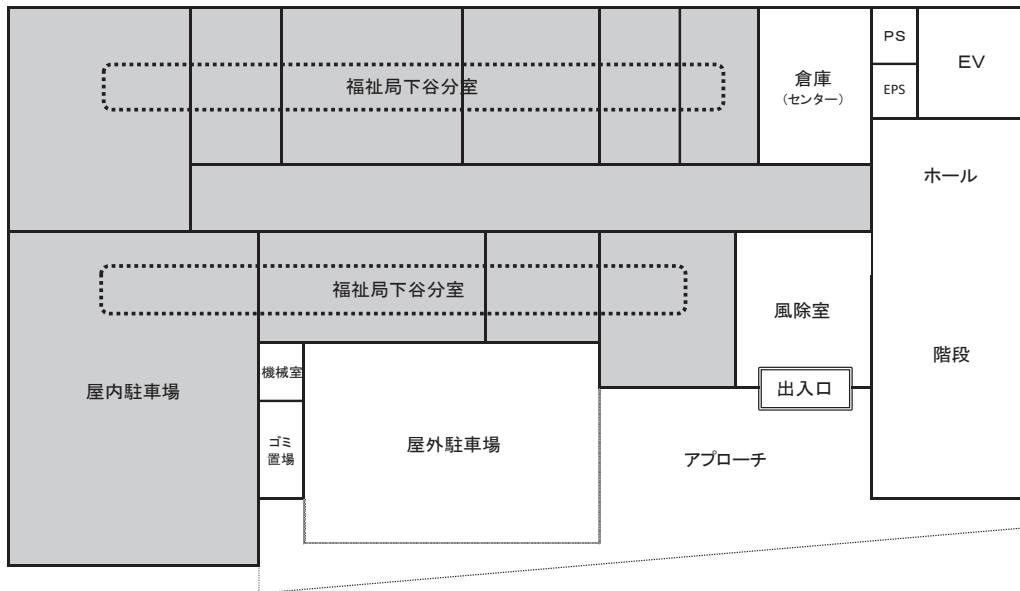 福祉局下谷分室
倉庫
（センター）
ＰＳ
EPS
ＥＶ
ホール
福祉局下谷分室
風除室
階段
機械室
屋内駐車場
出入口
ゴミ
置場
屋外駐車場
アプローチ